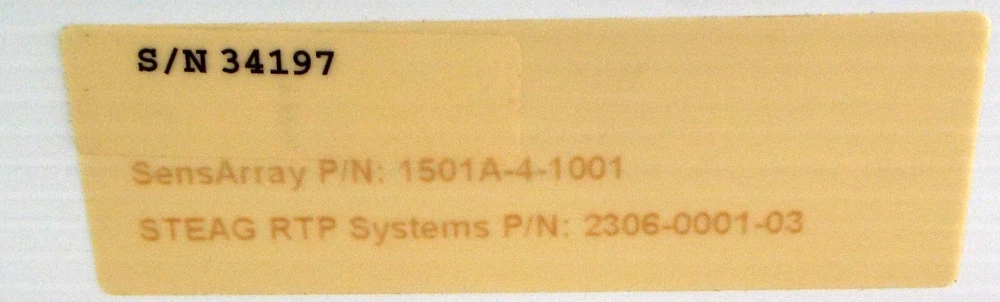 S/N 34197
SensArray P/N: 1501A-4-1001
STEAG RTP Systems P/N: 2306-0001-03